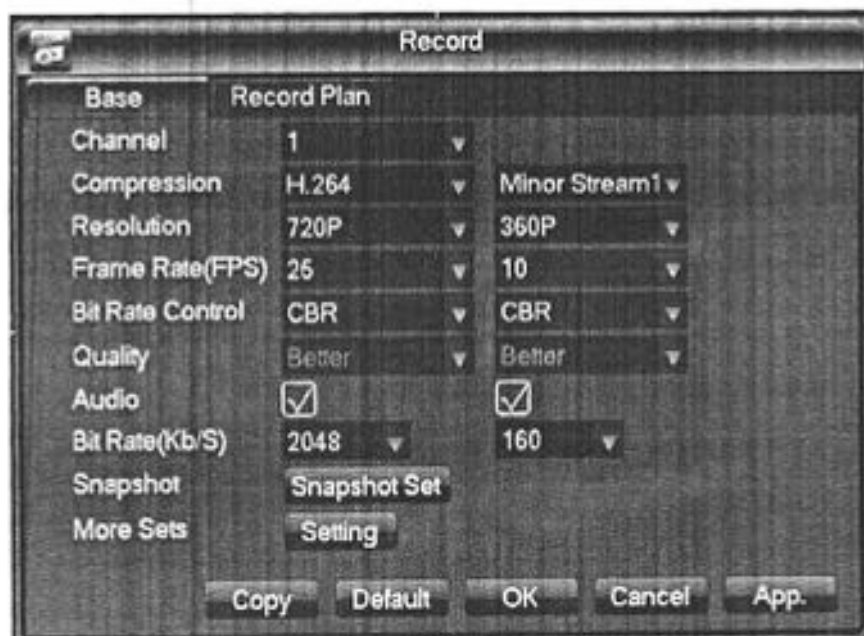 Record
Base Record Plan
Channel 1
Compression H.264 Minor Stream1
Resolution 720P 360P
Frame Rate(FPS) 25 10
Bit Rate Control CBR CBR
Quality Better Better
Audio
Bit Rate(Kb/S) 2048 160
Snapshot Snapshot Set
More Sets Setting
Copy Default OK Cancel App.